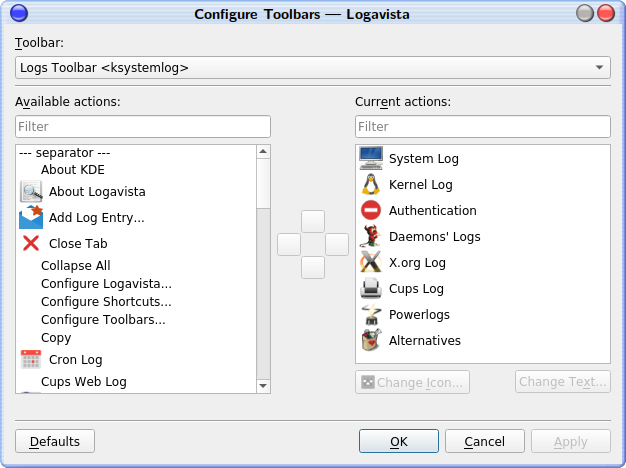 Configure Toolbars — Logavista
Toolbar:
Logs Toolbar <ksystemlog>
Available actions:
Filter
--- separator ---
About KDE
About Logavista
Add Log Entry...
Close Tab
Collapse All
Configure Logavista...
Configure Shortcuts...
Configure Toolbars...
Copy
Cron Log
Cups Web Log
Current actions:
Filter
System Log
Kernel Log
Authentication
Daemons' Logs
X.org Log
Cups Log
Powerlogs
Alternatives
Change Icon...
Change Text...
Defaults
OK
Cancel
Apply